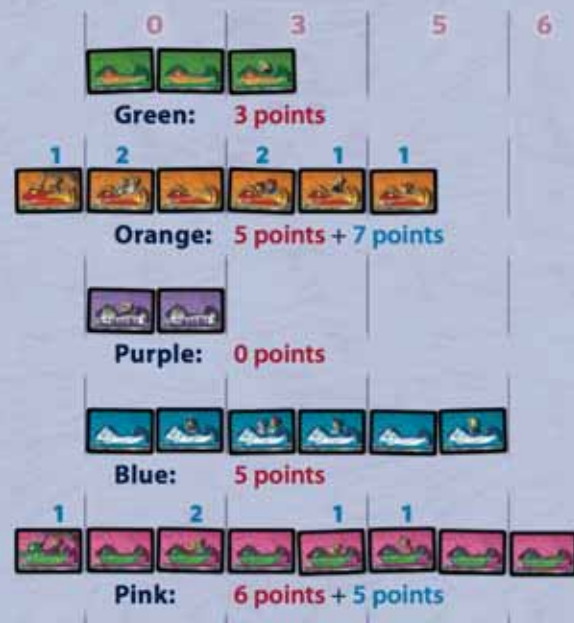 0 3 5 6
Green: 3 points
1 2 2 1 1
Orange: 5 points + 7 points
Purple: 0 points
Blue: 5 points
1 2 1 1
Pink: 6 points + 5 points